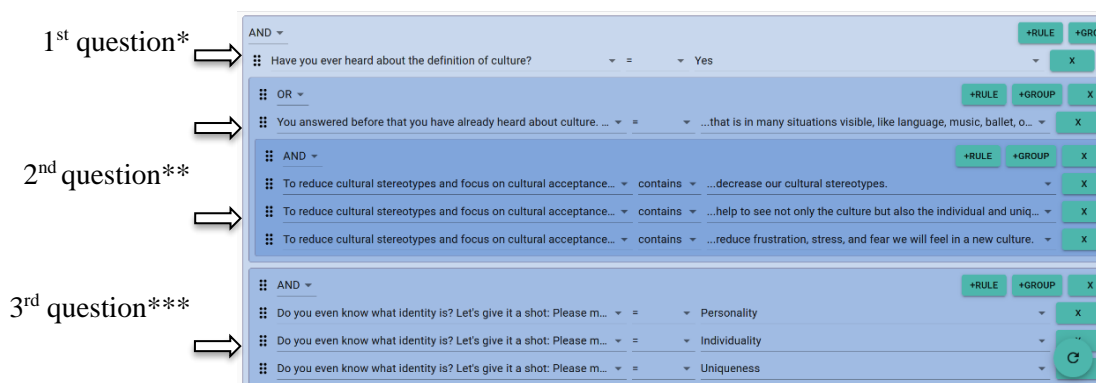 1st question*
AND +RULE +GRO
Have you ever heard about the definition of culture? = Yes X
OR +RULE +GROUP X
You answered before that you have already heard about culture. ... = ...that is in many situations visible, like language, music, ballet, o... X
2nd question**
AND +RULE +GROUP X
To reduce cultural stereotypes and focus on cultural acceptance... contains ...decrease our cultural stereotypes. X
To reduce cultural stereotypes and focus on cultural acceptance... contains ...help to see not only the culture but also the individual and uniq... X
To reduce cultural stereotypes and focus on cultural acceptance... contains ...reduce frustration, stress, and fear we will feel in a new culture. X
3rd question***
AND +RULE +GROUP X
Do you even know what identity is? Let's give it a shot: Please m... = Personality X
Do you even know what identity is? Let's give it a shot: Please m... = Individuality
Do you even know what identity is? Let's give it a shot: Please m... = Uniqueness